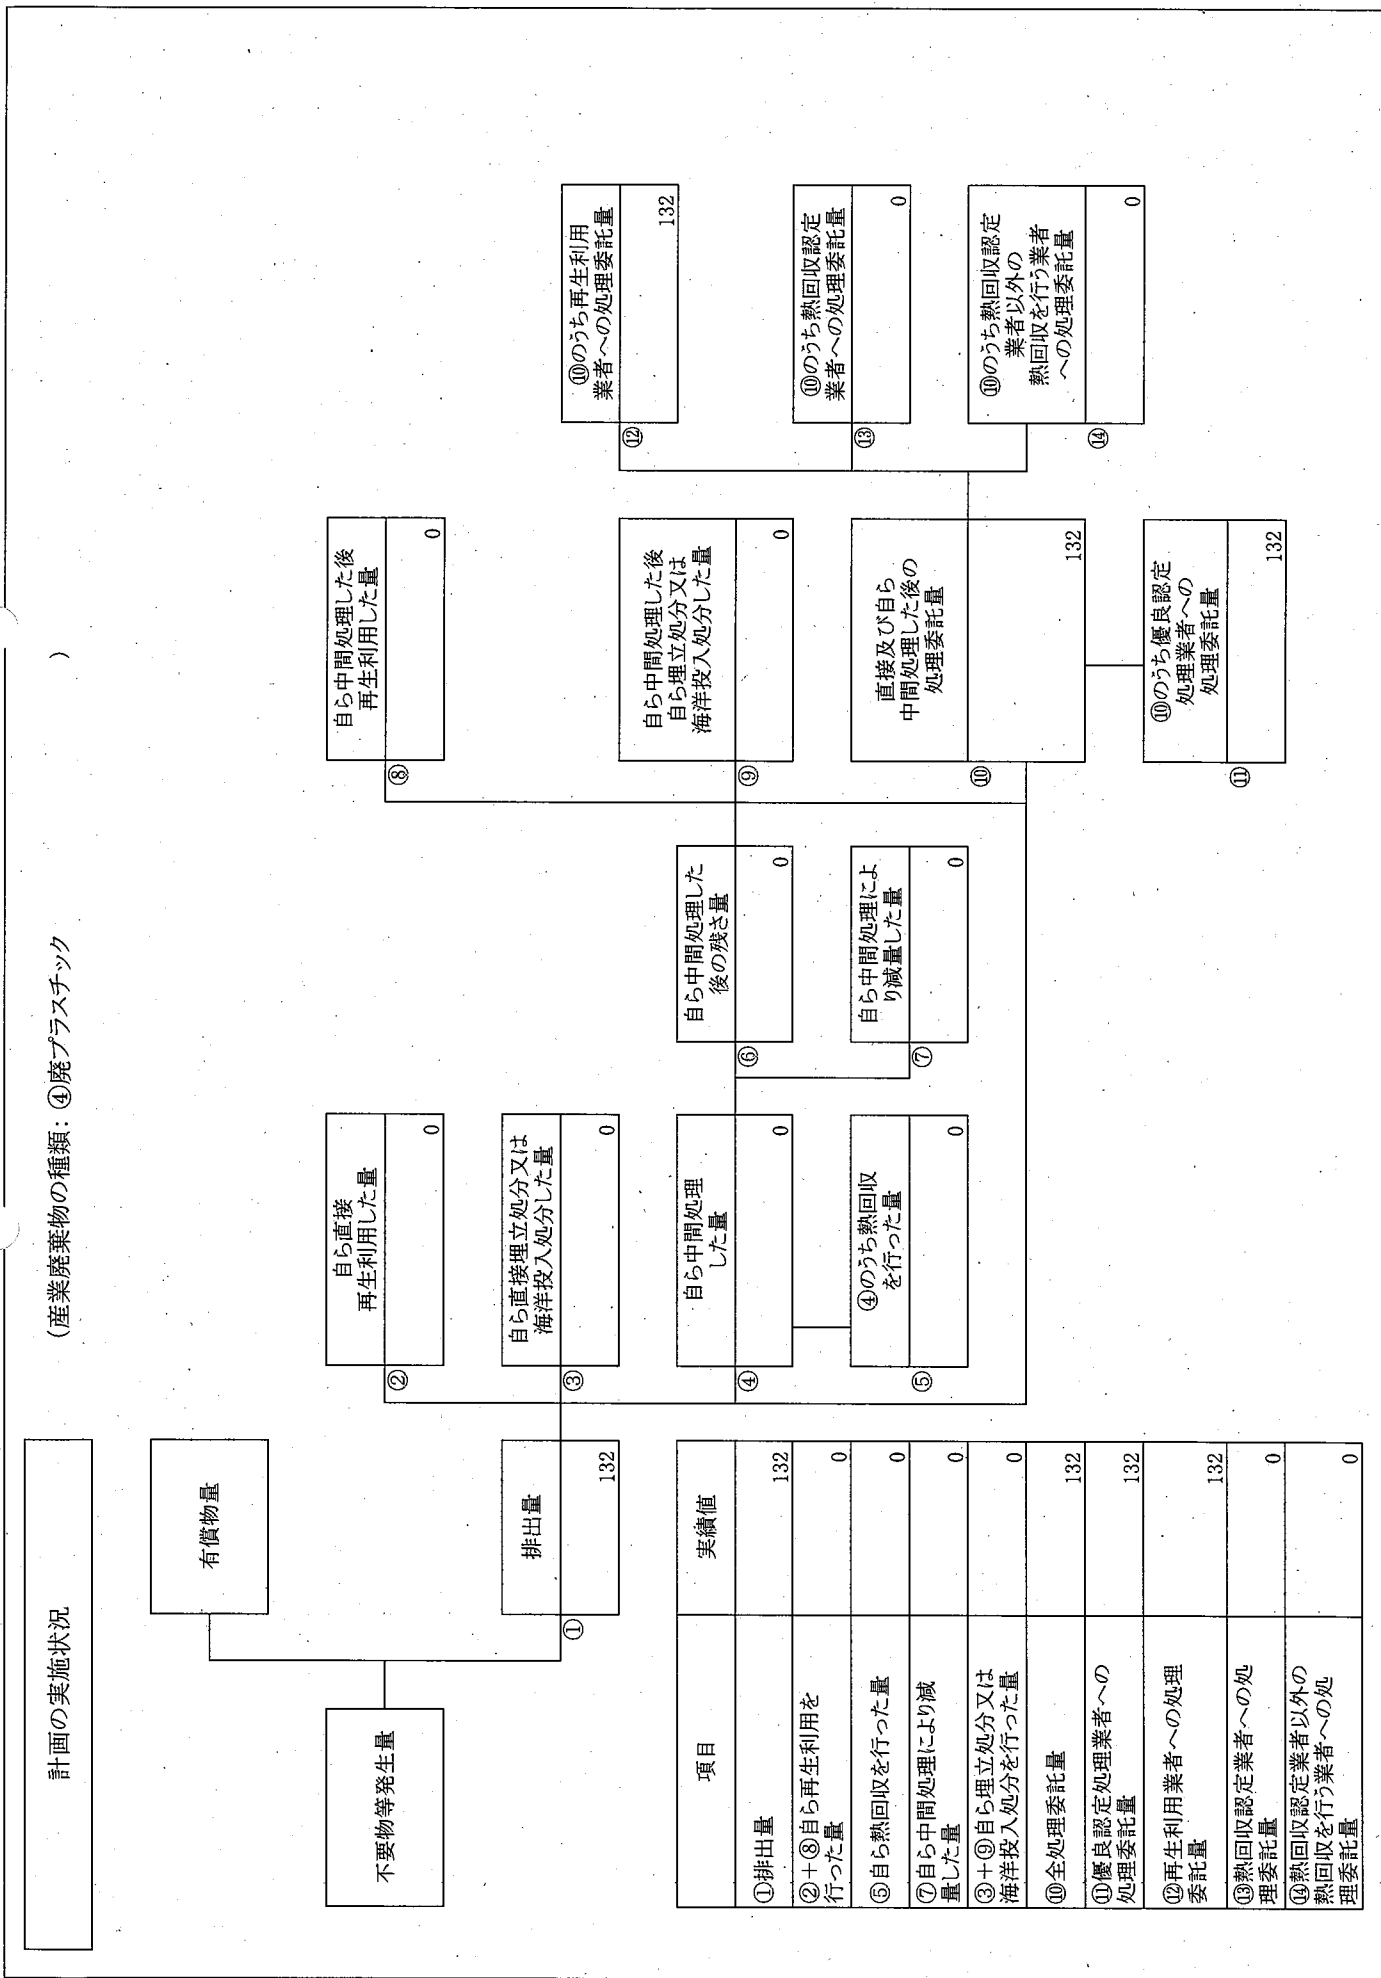 計画の実施状況
(産業廃棄物の種類：④廃プラスチック
)
不要物等発生量
有償物量
排出量
①
132
自ら直接
再生利用した量
②
0
自ら直接埋立処分又は
海洋投入処分した量
③
0
自ら中間処理
した量
④
0
④のうち熱回収
を行った量
⑤
0
自ら中間処理した
後の残さ量
⑥
0
自ら中間処理によ
り減量した量
⑦
0
自ら中間処理した後
再生利用した量
⑧
0
自ら中間処理した後
自ら埋立処分又は
海洋投入処分した量
⑨
0
直接及び自ら
中間処理した後の
処理委託量
⑩
132
⑩のうち優良認定
処理業者への
処理委託量
⑪
132
⑩のうち再生利用
業者への処理委託量
⑫
132
⑩のうち熱回収認定
業者への処理委託量
⑬
0
⑩のうち熱回収認定
業者以外の
熱回収を行う業者
への処理委託量
⑭
0
項目 実績値
①排出量 132
②＋⑧自ら再生利用を
行った量 0
⑤自ら熱回収を行った量 0
⑦自ら中間処理により減
量した量 0
③＋⑨自ら埋立処分又は
海洋投入処分を行った量 0
⑩全処理委託量 132
⑪優良認定処理業者への
処理委託量 132
⑫再生利用業者への処理
委託量 132
⑬熱回収認定業者への処
理委託量 0
⑭熱回収認定業者以外の
熱回収を行う業者への処
理委託量 0